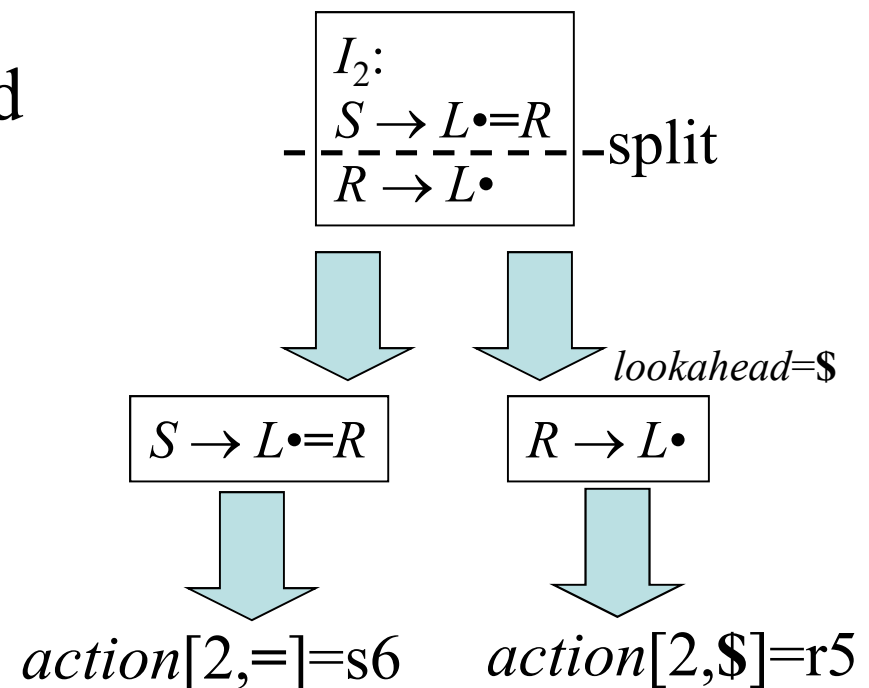 d
I₂:
S → L•=R
split
R → L•
lookahead=$
S → L•=R
R → L•
action[2,=]=s6
action[2,$]=r5